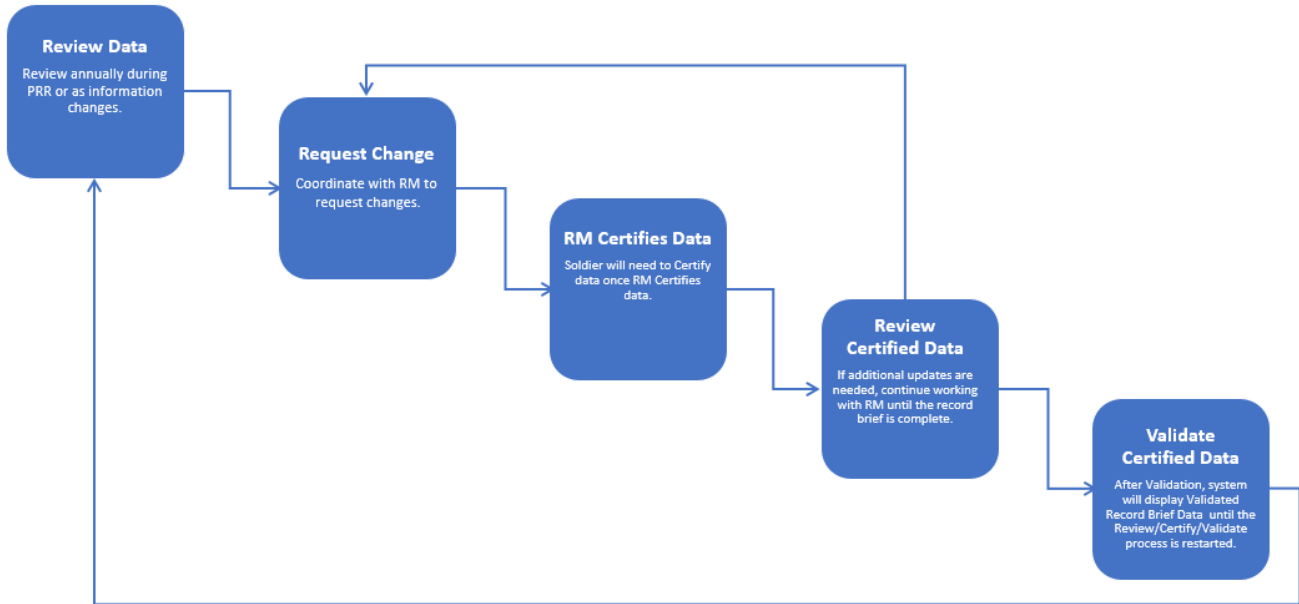 Review Data
Review annually during
PRR or as information
changes.
Request Change
Coordinate with RM to
request changes.
RM Certifies Data
Soldier will need to Certify
data once RM Certifies
data.
Review
Certified Data
If additional updates are
needed, continue working
with RM until the record
brief is complete.
Validate
Certified Data
After Validation, system
will display Validated
Record Brief Data until the
Review/Certify/Validate
process is restarted.